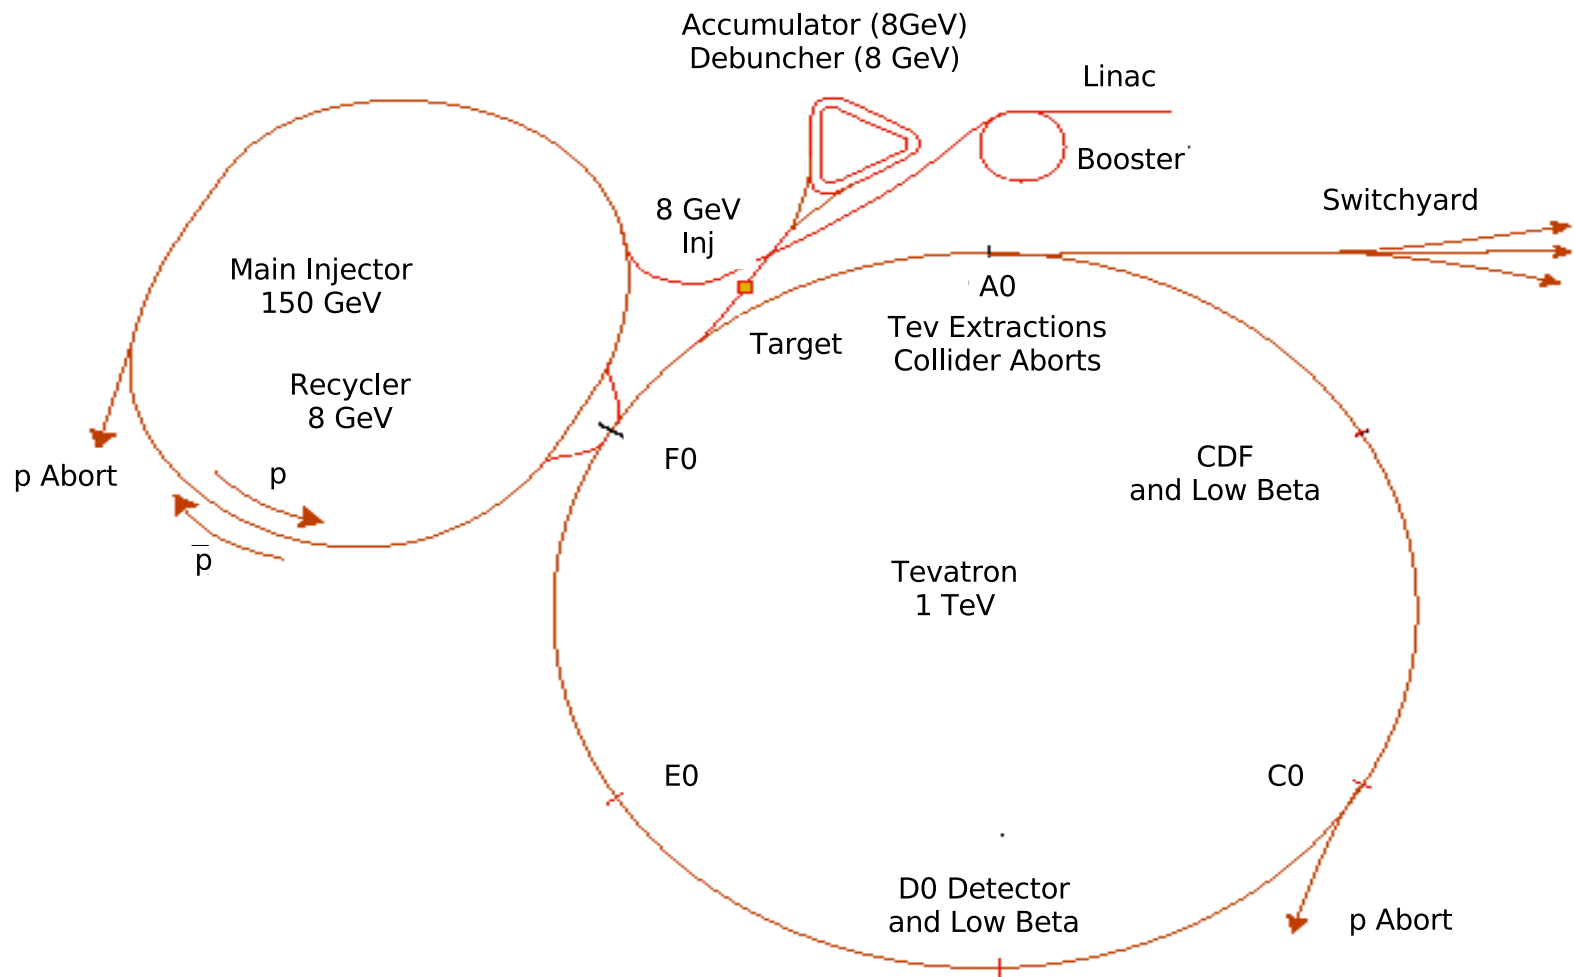 Accumulator (8GeV)
Debuncher (8 GeV)
Linac
Booster
Switchyard
8 GeV
Inj
Main Injector
150 GeV
A0
Target
Tev Extractions
Collider Aborts
Recycler
8 GeV
p Abort
p
F0
CDF
and Low Beta
p̅
Tevatron
1 TeV
E0
C0
D0 Detector
and Low Beta
p Abort